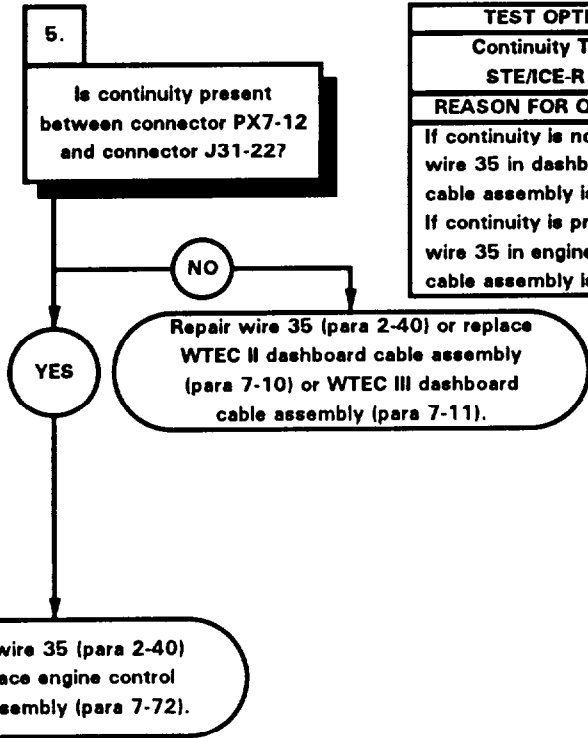 5.
Is continuity present
between connector PX7-12
and connector J31-22?
TEST OPTI
Continuity T
STE/ICE-R
REASON FOR Q
If continuity is no
wire 35 in dashb
cable assembly i
If continuity is pr
wire 35 in engine
cable assembly i
NO
Repair wire 35 (para 2-40) or replace
WTEC II dashboard cable assembly
(para 7-10) or WTEC III dashboard
cable assembly (para 7-11).
YES
wire 35 (para 2-40)
ace engine control
sembly (para 7-72).